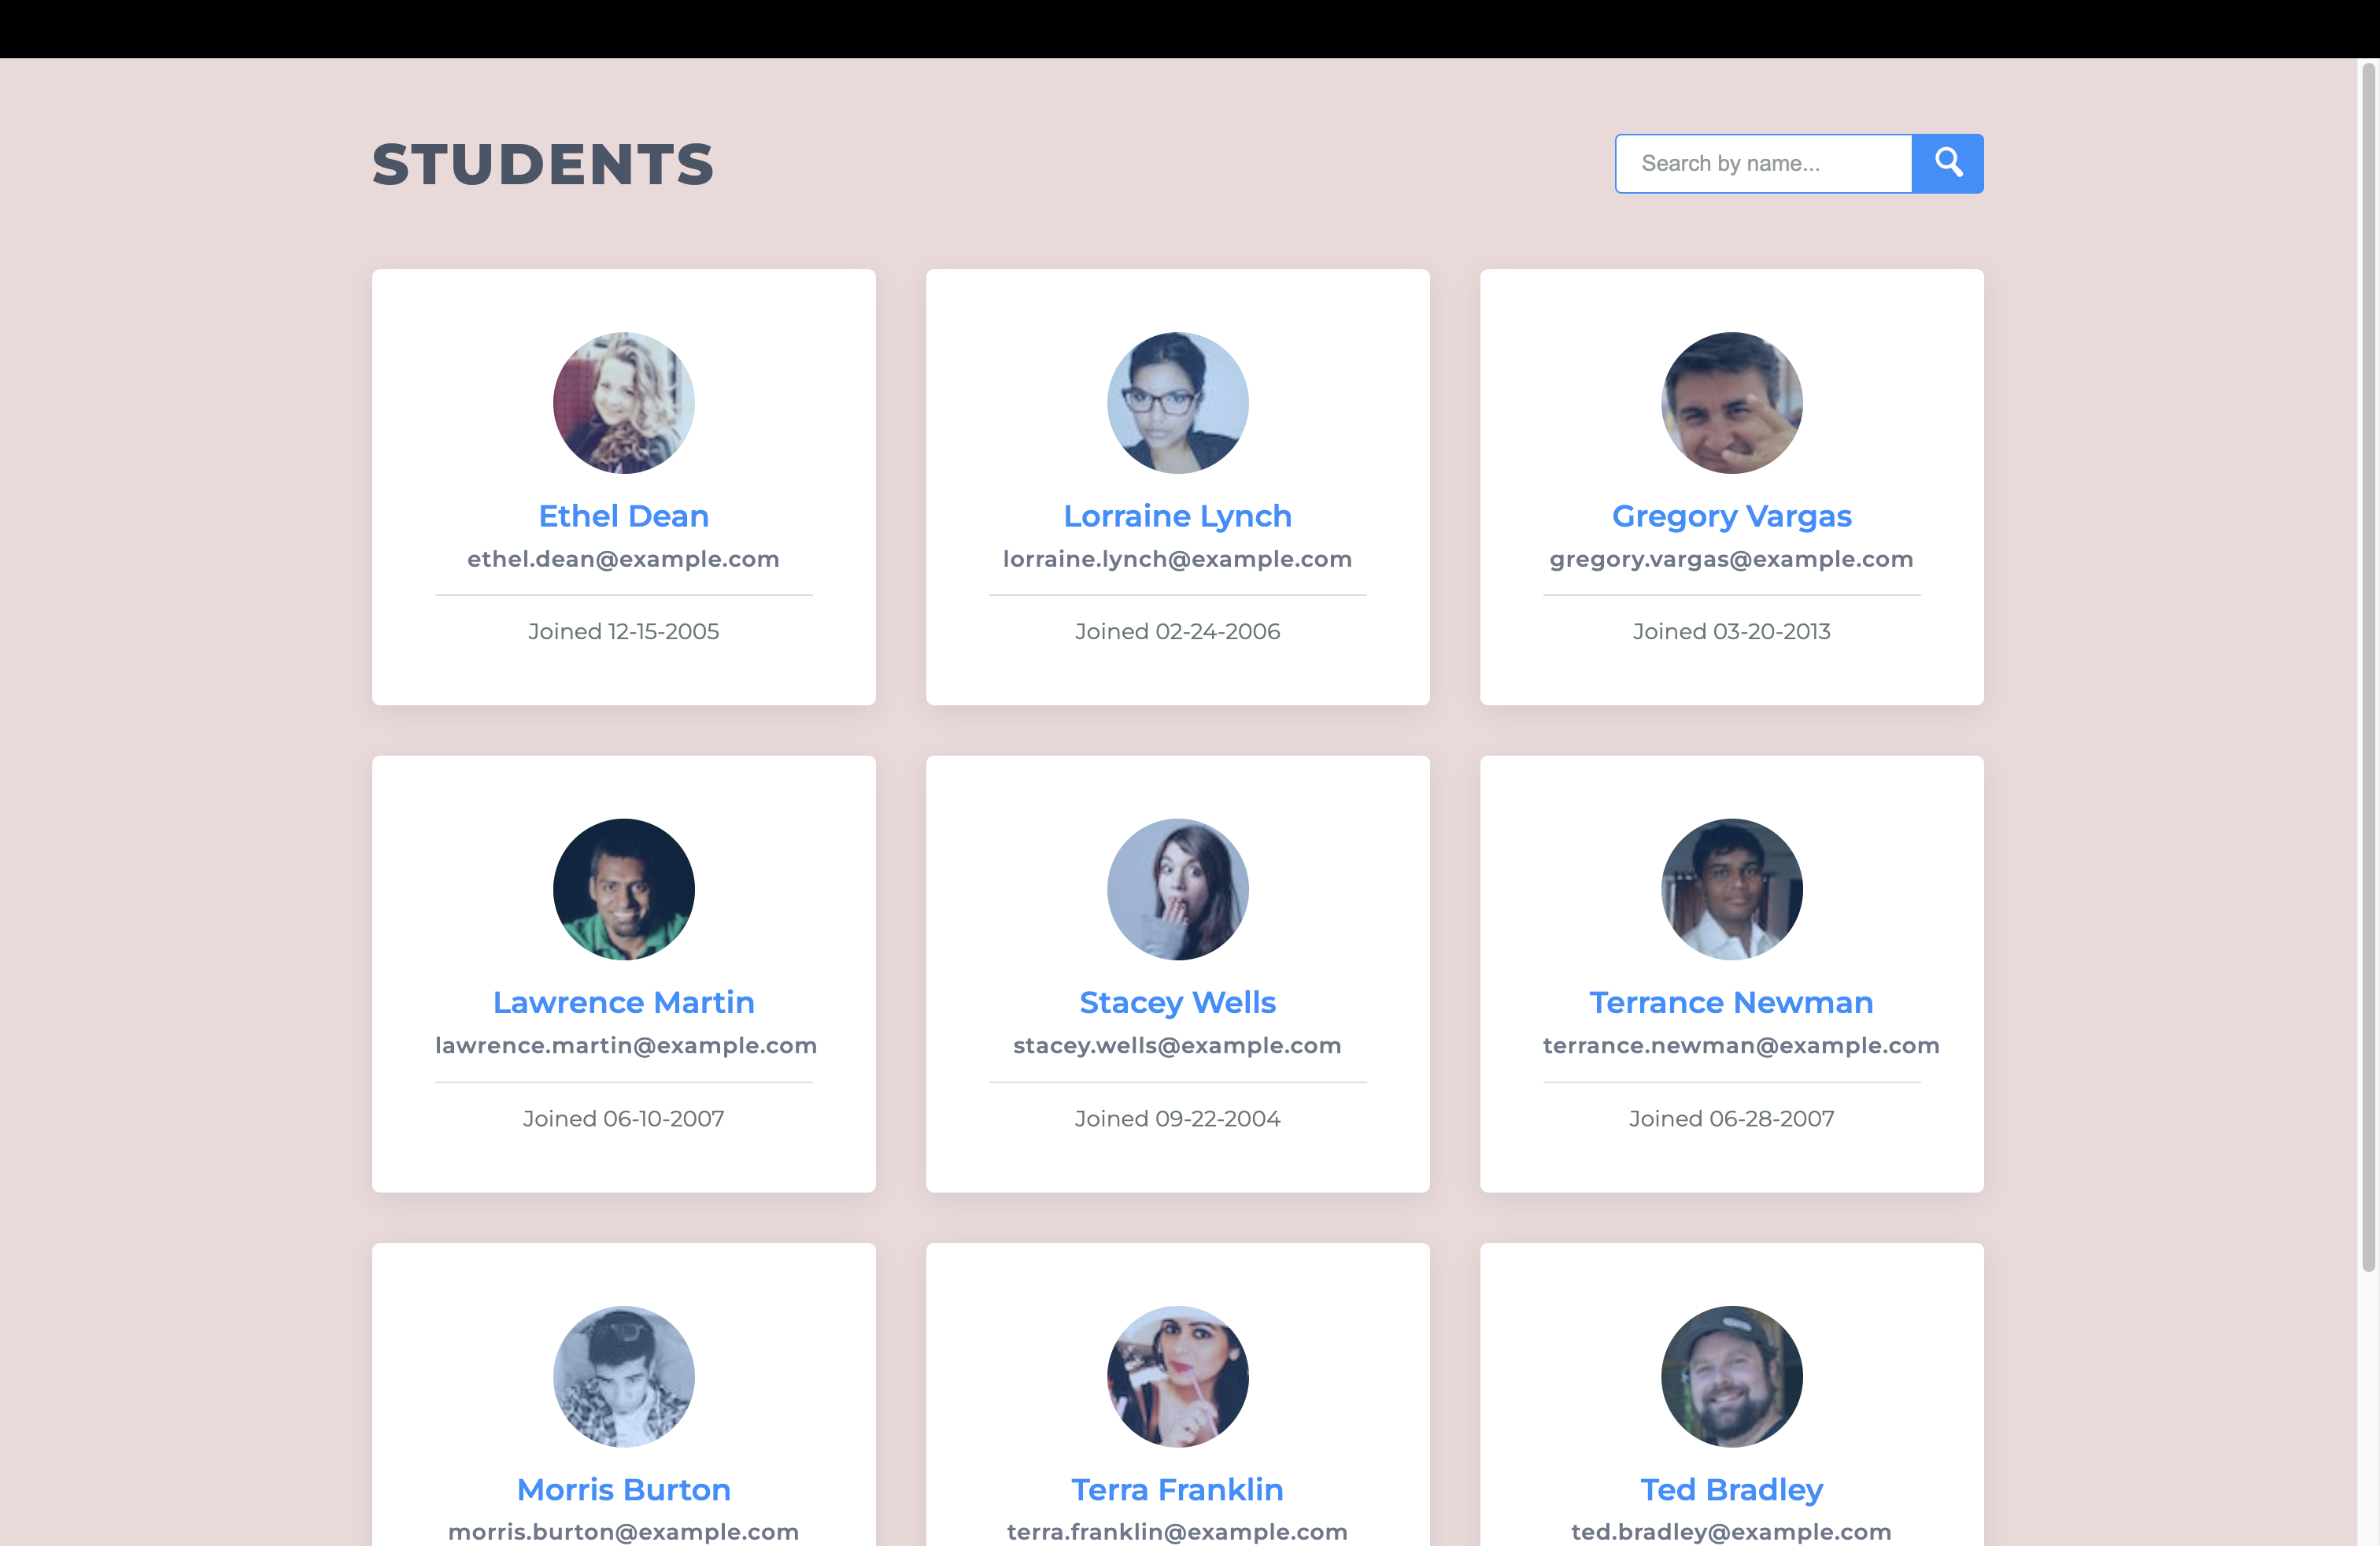 STUDENTS
Search by name...
Ethel Dean
ethel.dean@example.com
Joined 12-15-2005
Lorraine Lynch
lorraine.lynch@example.com
Joined 02-24-2006
Gregory Vargas
gregory.vargas@example.com
Joined 03-20-2013
Lawrence Martin
lawrence.martin@example.com
Joined 06-10-2007
Stacey Wells
stacey.wells@example.com
Joined 09-22-2004
Terrance Newman
terrance.newman@example.com
Joined 06-28-2007
Morris Burton
morris.burton@example.com
Terra Franklin
terra.franklin@example.com
Ted Bradley
ted.bradley@example.com